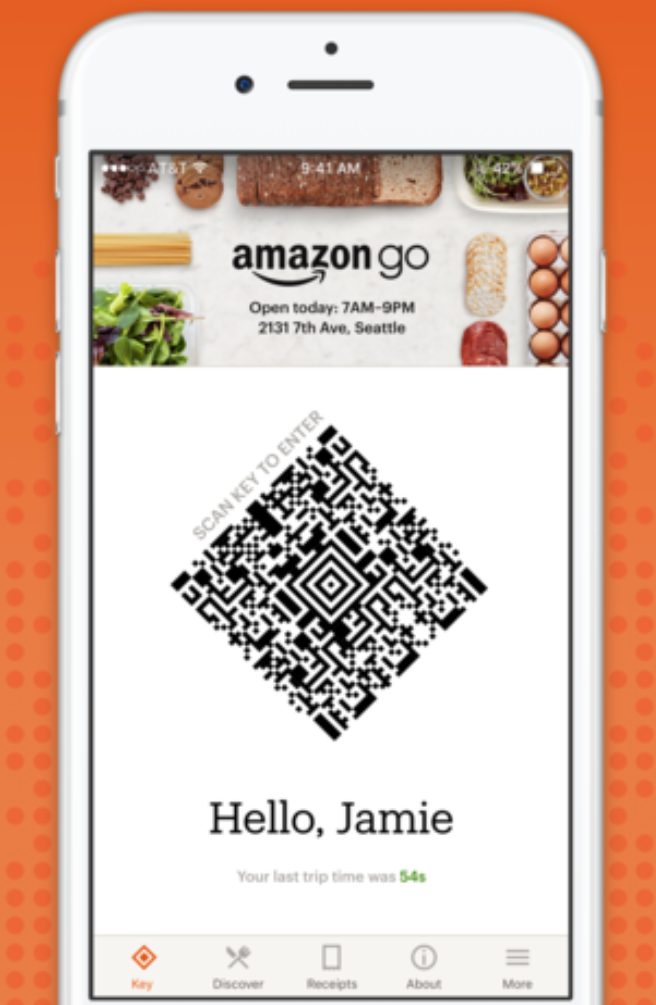 AT&T
9:41 AM
42%
amazon go
Open today: 7AM–9PM
2131 7th Ave, Seattle
SCAN KEY TO ENTER
Hello, Jamie
Your last trip time was 54s
Key
Discover
Receipts
About
More